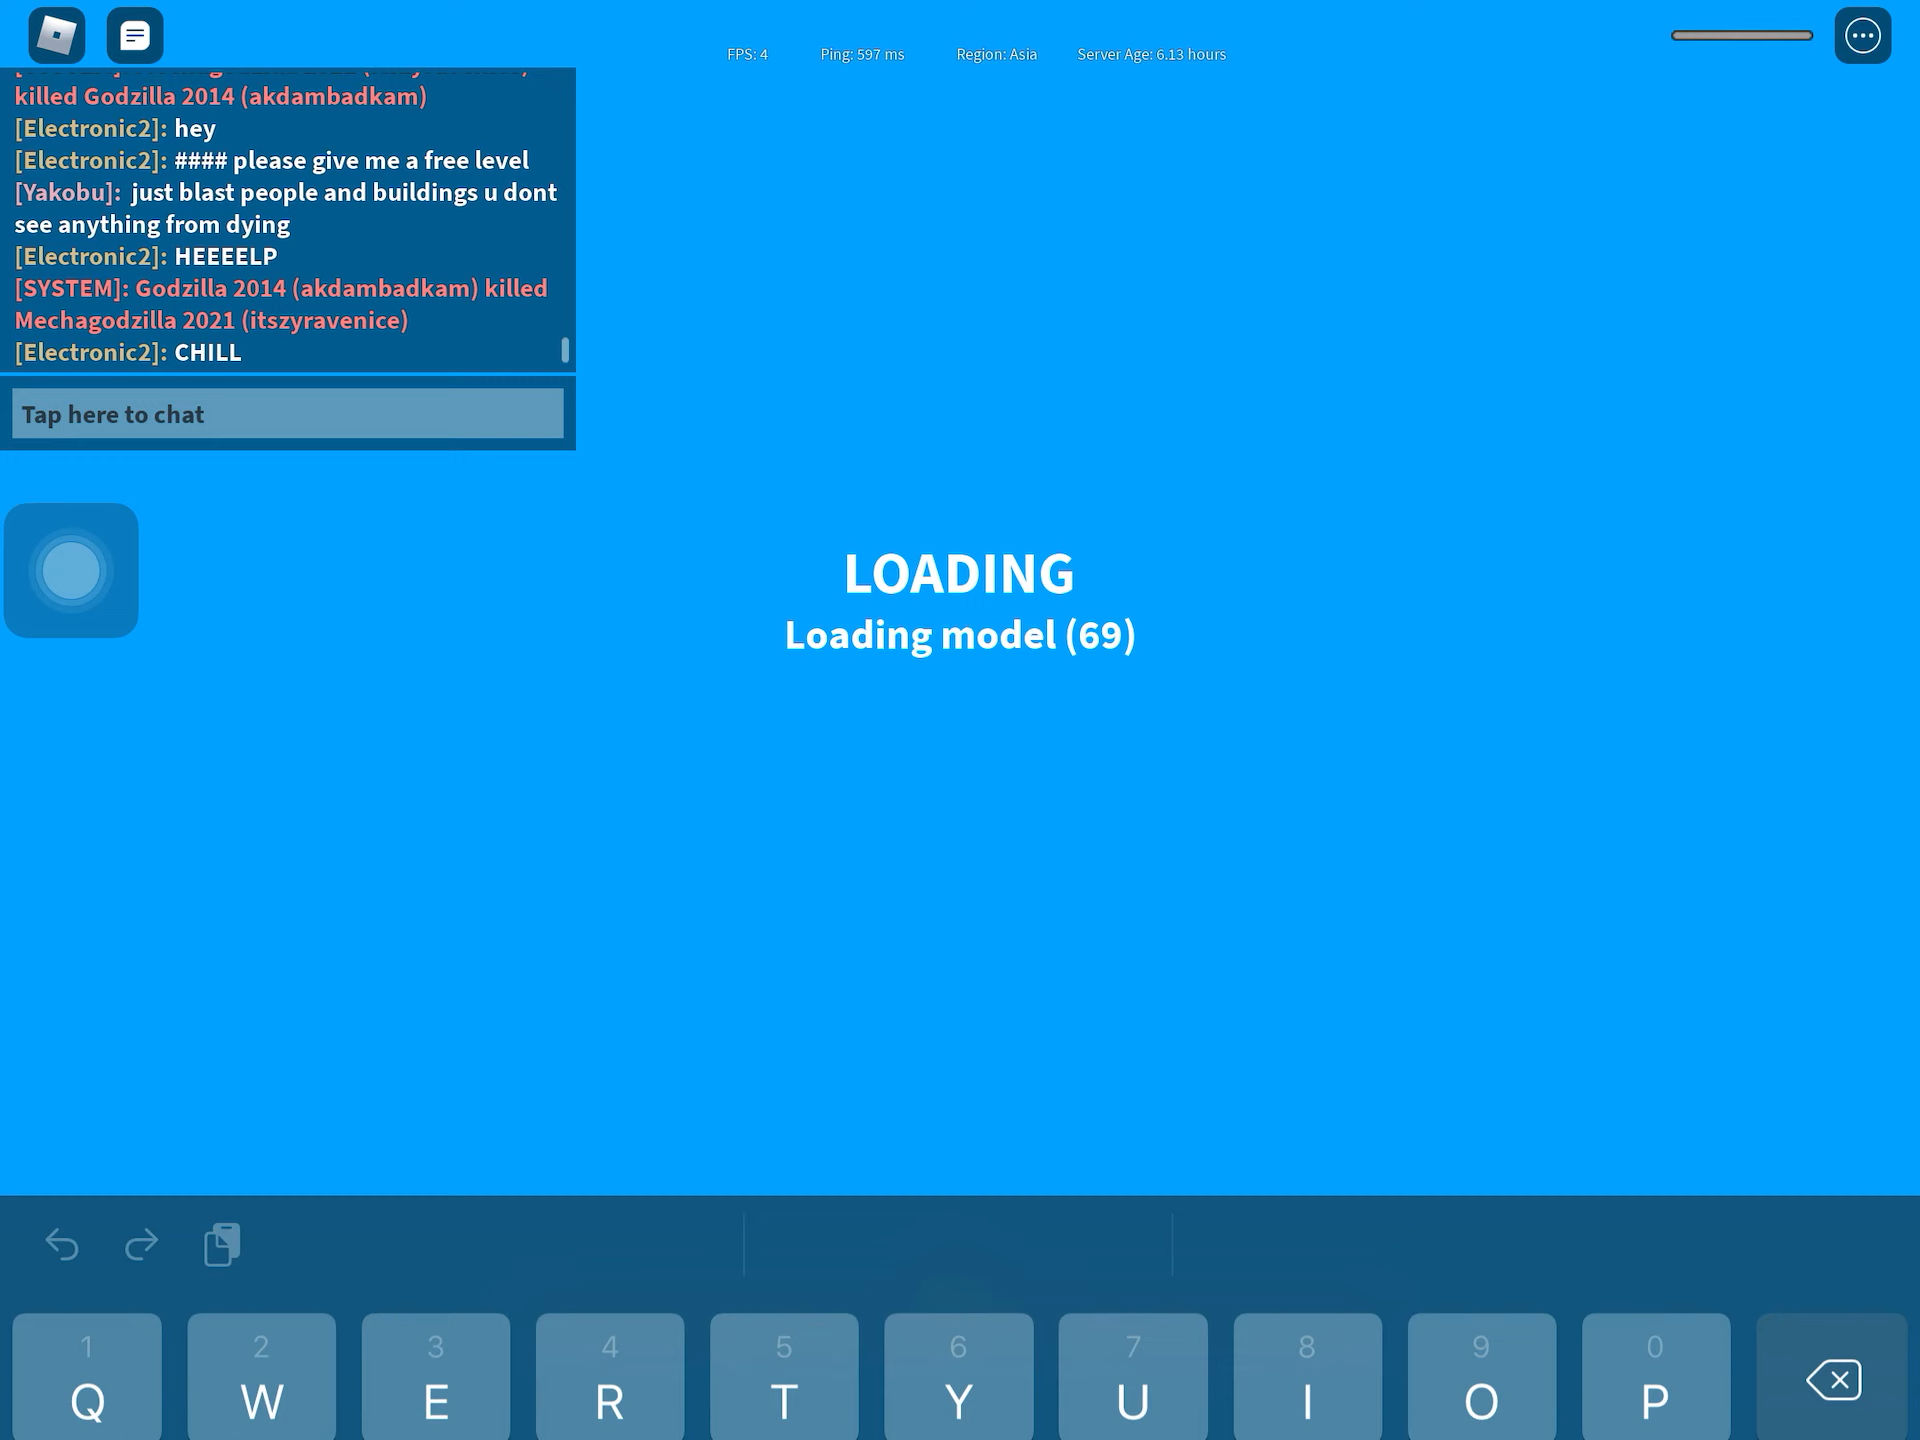 FPS: 4 Ping: 597 ms Region: Asia Server Age: 6.13 hours
killed Godzilla 2014 (akdambadkam)
[Electronic2]: hey
[Electronic2]: #### please give me a free level
[Yakobu]: just blast people and buildings u dont
see anything from dying
[Electronic2]: HEEEELP
[SYSTEM]: Godzilla 2014 (akdambadkam) killed
Mechagodzilla 2021 (itszyravenice)
[Electronic2]: CHILL
Tap here to chat
LOADING
Loading model (69)
1 2 3 4 5 6 7 8 9 0
Q W E R T Y U I O P